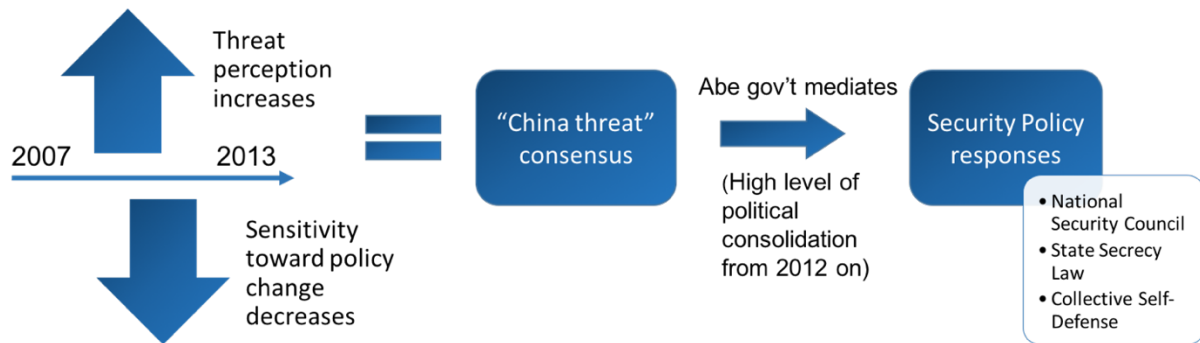 Threat
perception
increases
2007
2013
Sensitivity
toward policy
change
decreases
“China threat”
consensus
Abe gov’t mediates
(High level of
political
consolidation
from 2012 on)
Security Policy
responses
• National
Security Council
• State Secrecy
Law
• Collective Self-
Defense